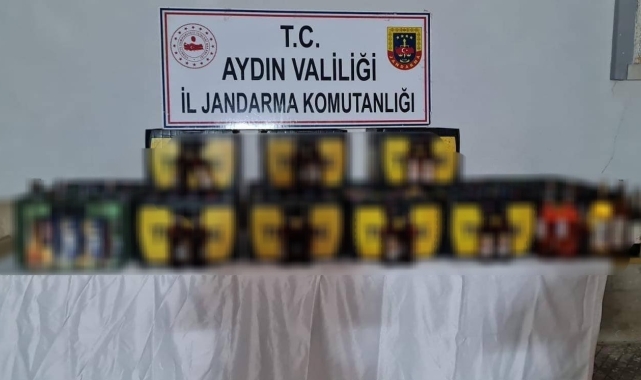 T.C.
AYDIN VALİLİĞİ
İL JANDARMA KOMUTANLIĞI